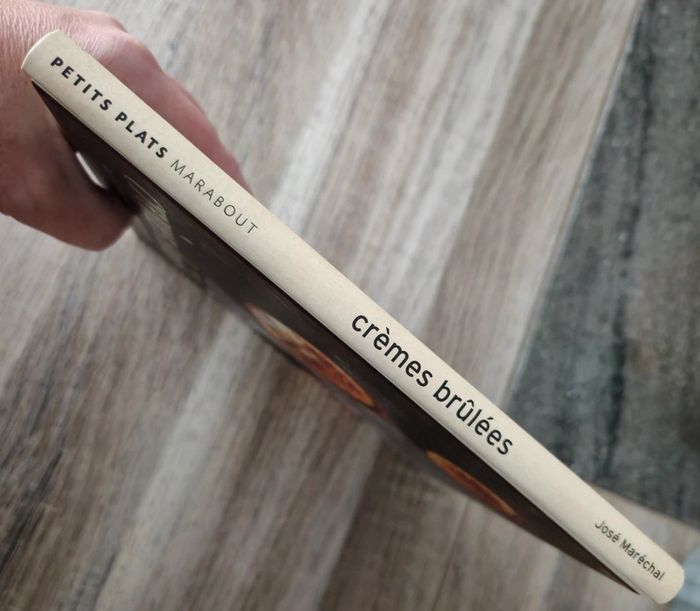 PETITS PLATS MARABOUT
crèmes brûlées
José Maréchal